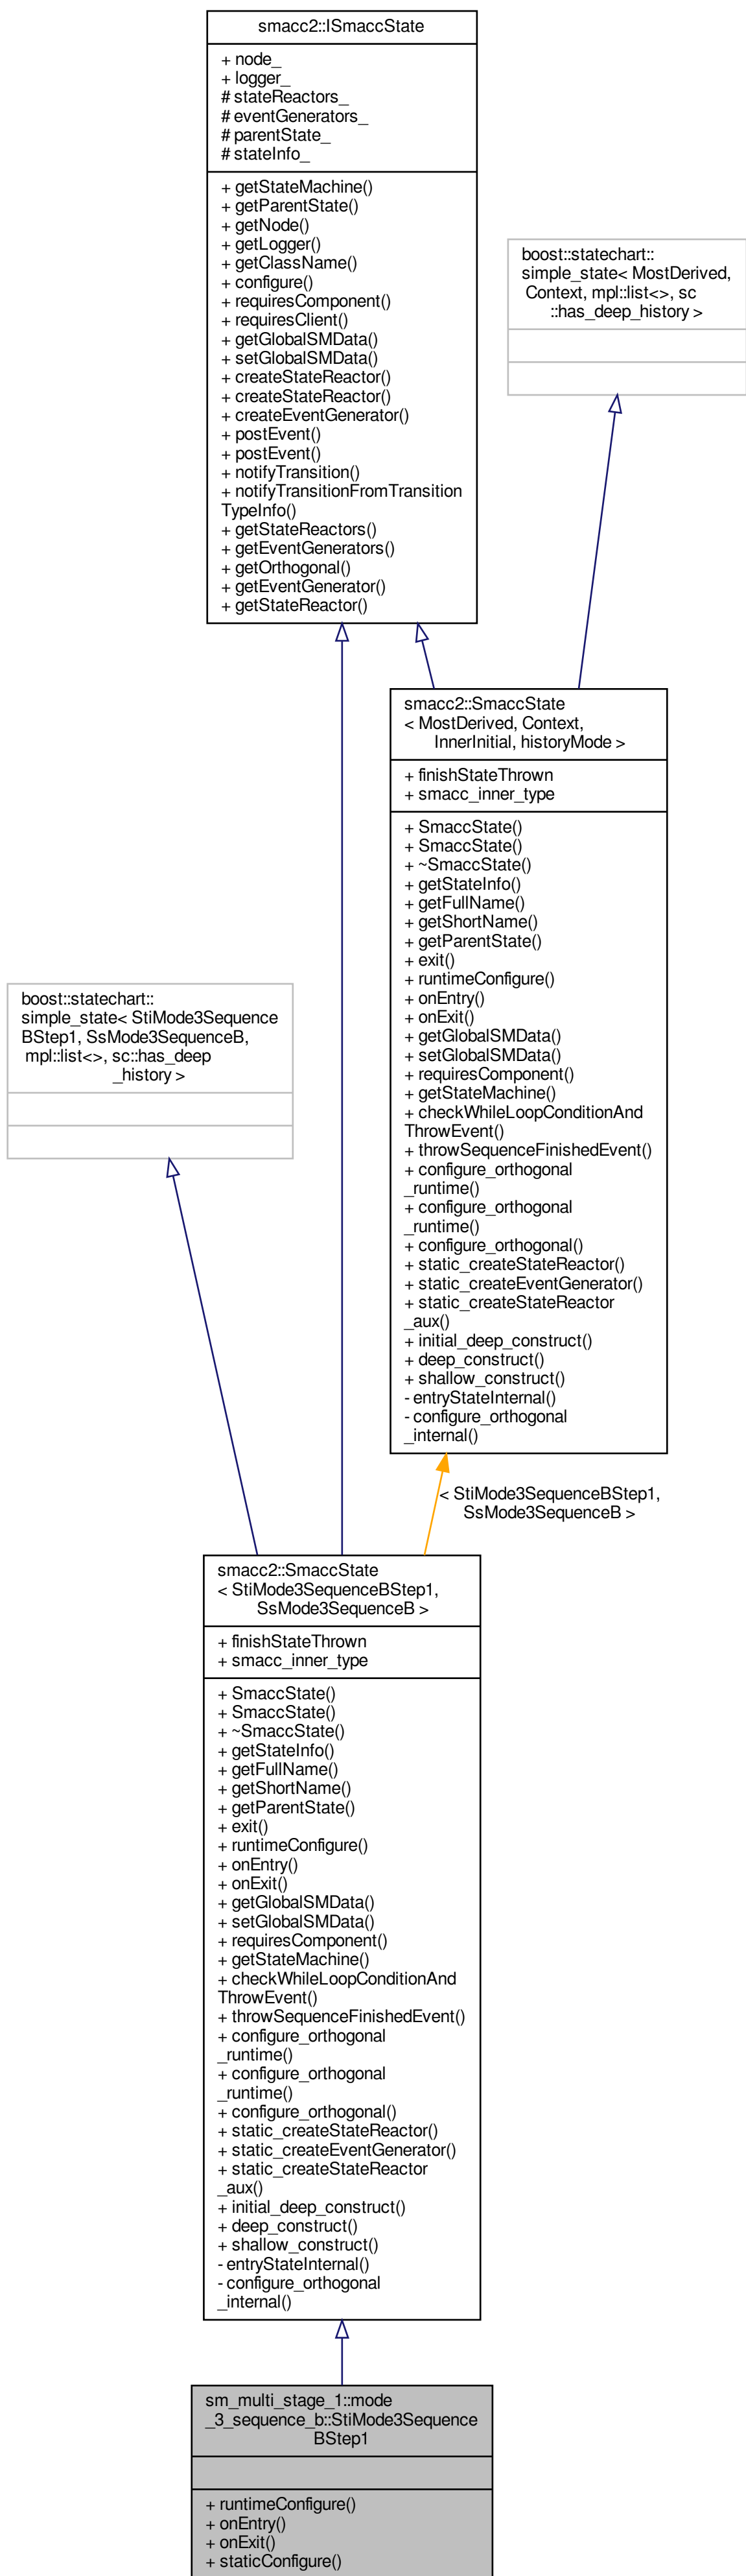 smacc2::ISmaccState
+ node_
+ logger_
# stateReactors_
# eventGenerators_
# parentState_
# stateInfo_
+ getStateMachine()
+ getParentState()
+ getNode()
+ getLogger()
+ getClassName()
+ configure()
+ requiresComponent()
+ requiresClient()
+ getGlobalSMData()
+ setGlobalSMData()
+ createStateReactor()
+ createStateReactor()
+ createEventGenerator()
+ postEvent()
+ postEvent()
+ notifyTransition()
+ notifyTransitionFromTransition
TypeInfo()
+ getStateReactors()
+ getEventGenerators()
+ getOrthogonal()
+ getEventGenerator()
+ getStateReactor()
boost::statechart::
simple_state< MostDerived,
Context, mpl::list<>, sc
::has_deep_history >
smacc2::SmaccState
< MostDerived, Context,
InnerInitial, historyMode >
+ finishStateThrown
+ smacc_inner_type
+ SmaccState()
+ SmaccState()
+ ~SmaccState()
+ getStateInfo()
+ getFullName()
+ getShortName()
+ getParentState()
+ exit()
+ runtimeConfigure()
+ onEntry()
+ onExit()
+ getGlobalSMData()
+ setGlobalSMData()
+ requiresComponent()
+ getStateMachine()
+ checkWhileLoopConditionAnd
ThrowEvent()
+ throwSequenceFinishedEvent()
+ configure_orthogonal
_runtime()
+ configure_orthogonal
_runtime()
+ configure_orthogonal()
+ static_createStateReactor()
+ static_createEventGenerator()
+ static_createStateReactor
_aux()
+ initial_deep_construct()
+ deep_construct()
+ shallow_construct()
- entryStateInternal()
- configure_orthogonal
_internal()
boost::statechart::
simple_state< StiMode3Sequence
BStep1, SsMode3SequenceB,
mpl::list<>, sc::has_deep
_history >
< StiMode3SequenceBStep1,
SsMode3SequenceB >
smacc2::SmaccState
< StiMode3SequenceBStep1,
SsMode3SequenceB >
+ finishStateThrown
+ smacc_inner_type
+ SmaccState()
+ SmaccState()
+ ~SmaccState()
+ getStateInfo()
+ getFullName()
+ getShortName()
+ getParentState()
+ exit()
+ runtimeConfigure()
+ onEntry()
+ onExit()
+ getGlobalSMData()
+ setGlobalSMData()
+ requiresComponent()
+ getStateMachine()
+ checkWhileLoopConditionAnd
ThrowEvent()
+ throwSequenceFinishedEvent()
+ configure_orthogonal
_runtime()
+ configure_orthogonal
_runtime()
+ configure_orthogonal()
+ static_createStateReactor()
+ static_createEventGenerator()
+ static_createStateReactor
_aux()
+ initial_deep_construct()
+ deep_construct()
+ shallow_construct()
- entryStateInternal()
- configure_orthogonal
_internal()
sm_multi_stage_1::mode
_3_sequence_b::StiMode3Sequence
BStep1
+ runtimeConfigure()
+ onEntry()
+ onExit()
+ staticConfigure()